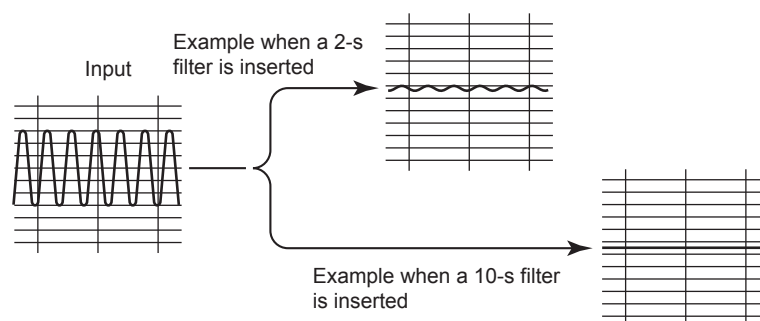 Example when a 2-s
filter is inserted
Input
Example when a 10-s filter
is inserted